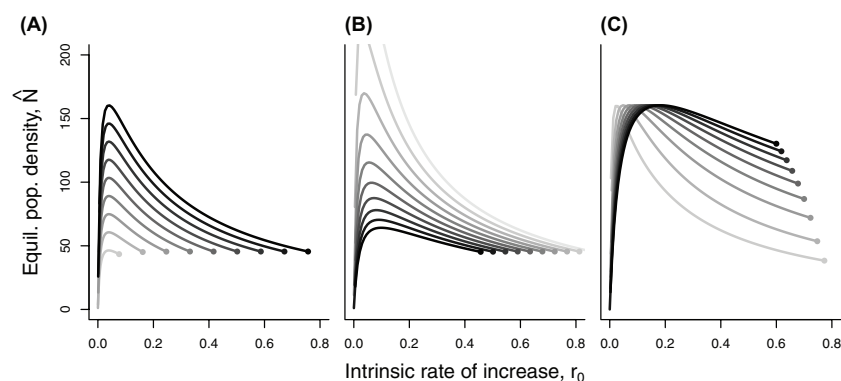 (A) (B) (C)
200
150
100
50
0
Equil. pop. density, N̂
0.0 0.2 0.4 0.6 0.8 0.0 0.2 0.4 0.6 0.8 0.0 0.2 0.4 0.6 0.8
Intrinsic rate of increase, r₀